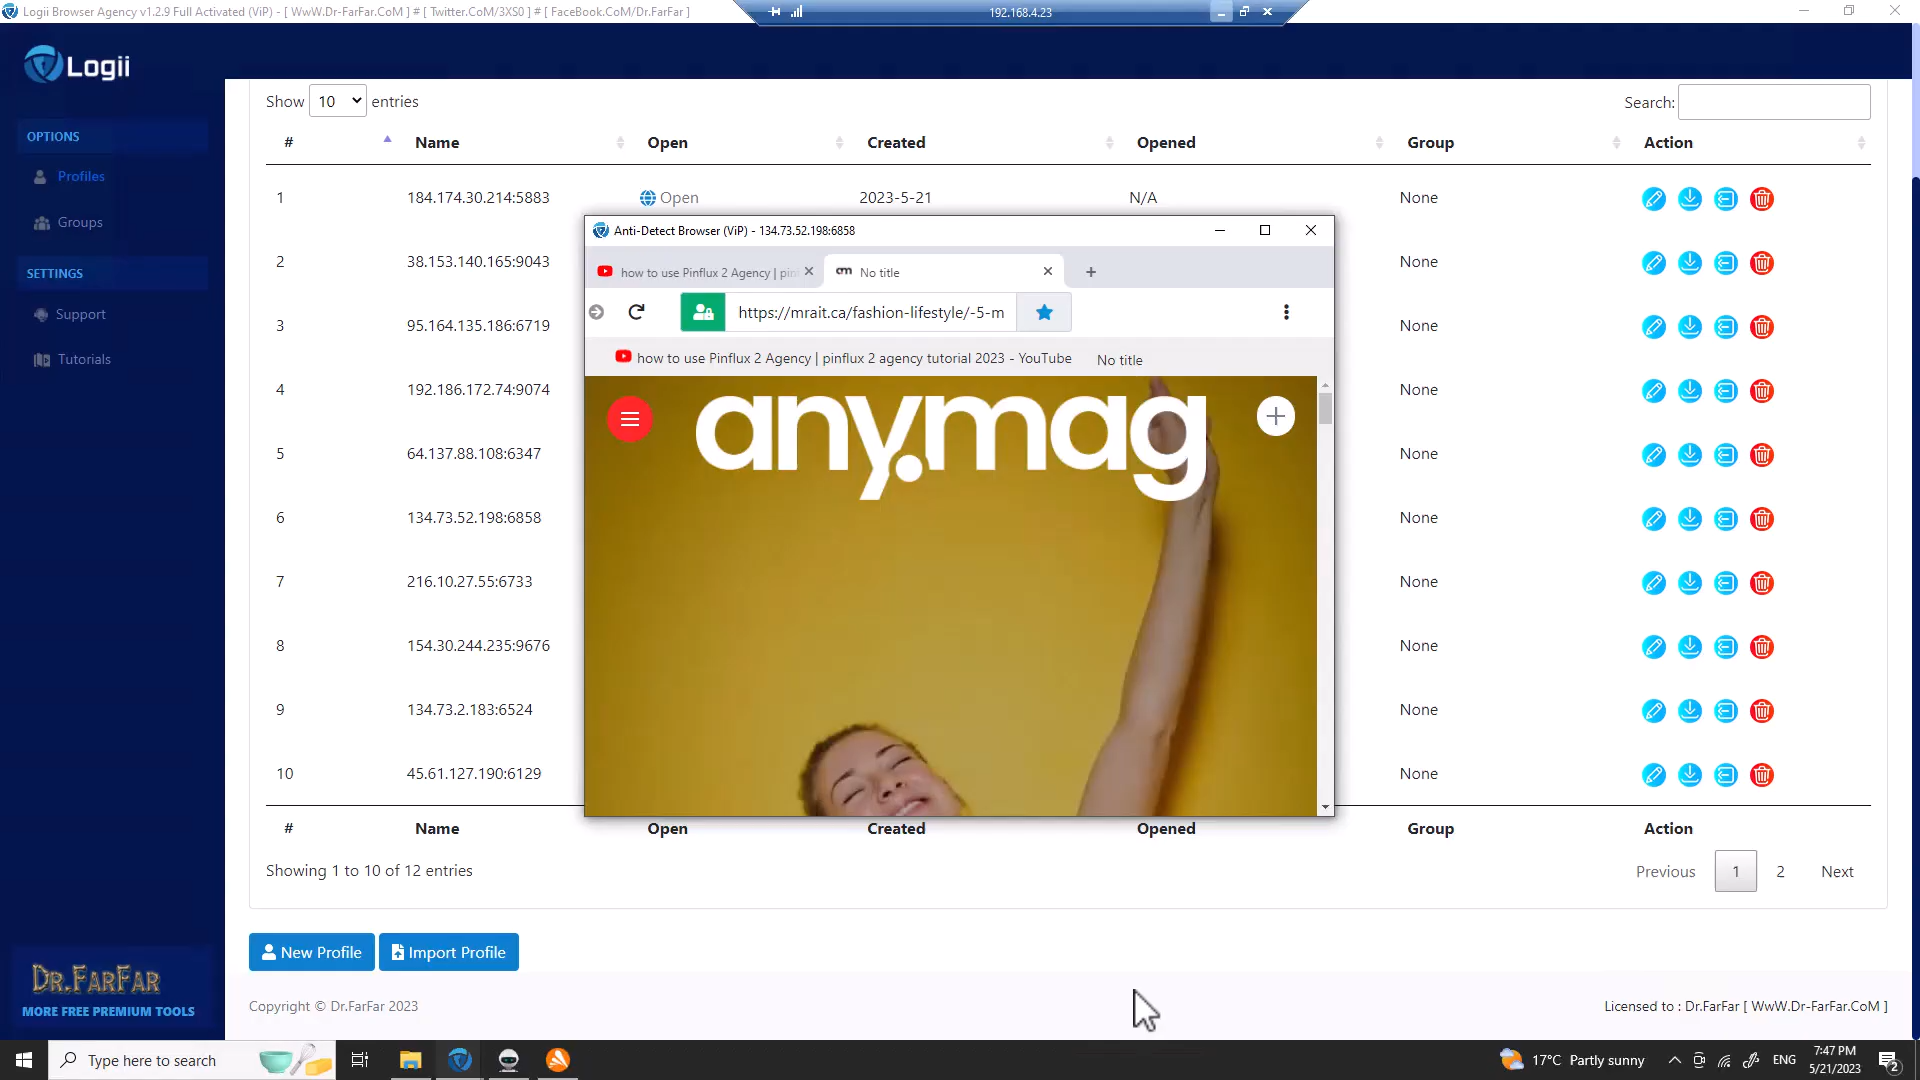 Logii Browser Agency v1.2.9 Full Activated (ViP) - [ WwW.Dr-FarFar.CoM ] # [ Twitter.CoM/3XS0 ] # [ FaceBook.CoM/Dr.FarFar ]
192.168.4.23
Logii
OPTIONS
Profiles
Groups
SETTINGS
Support
Tutorials
Dr.FarFar
MORE FREE PREMIUM TOOLS
Show 10 entries
Search:
# Name Open Created Opened Group Action
1 184.174.30.214:5883 Open 2023-5-21 N/A None
2 38.153.140.165:9043 None
3 95.164.135.186:6719 None
4 192.186.172.74:9074 None
5 64.137.88.108:6347 None
6 134.73.52.198:6858 None
7 216.10.27.55:6733 None
8 154.30.244.235:9676 None
9 134.73.2.183:6524 None
10 45.61.127.190:6129 None
# Name Open Created Opened Group Action
Showing 1 to 10 of 12 entries
Previous 1 2 Next
Anti-Detect Browser (ViP) - 134.73.52.198:6858
how to use Pinflux 2 Agency | pin
No title
https://mrait.ca/fashion-lifestyle/-5-m
how to use Pinflux 2 Agency | pinflux 2 agency tutorial 2023 - YouTube
No title
any.mag
New Profile
Import Profile
Copyright © Dr.FarFar 2023
Licensed to : Dr.FarFar [ WwW.Dr-FarFar.CoM ]
Type here to search
17°C Partly sunny
ENG
7:47 PM
5/21/2023
2